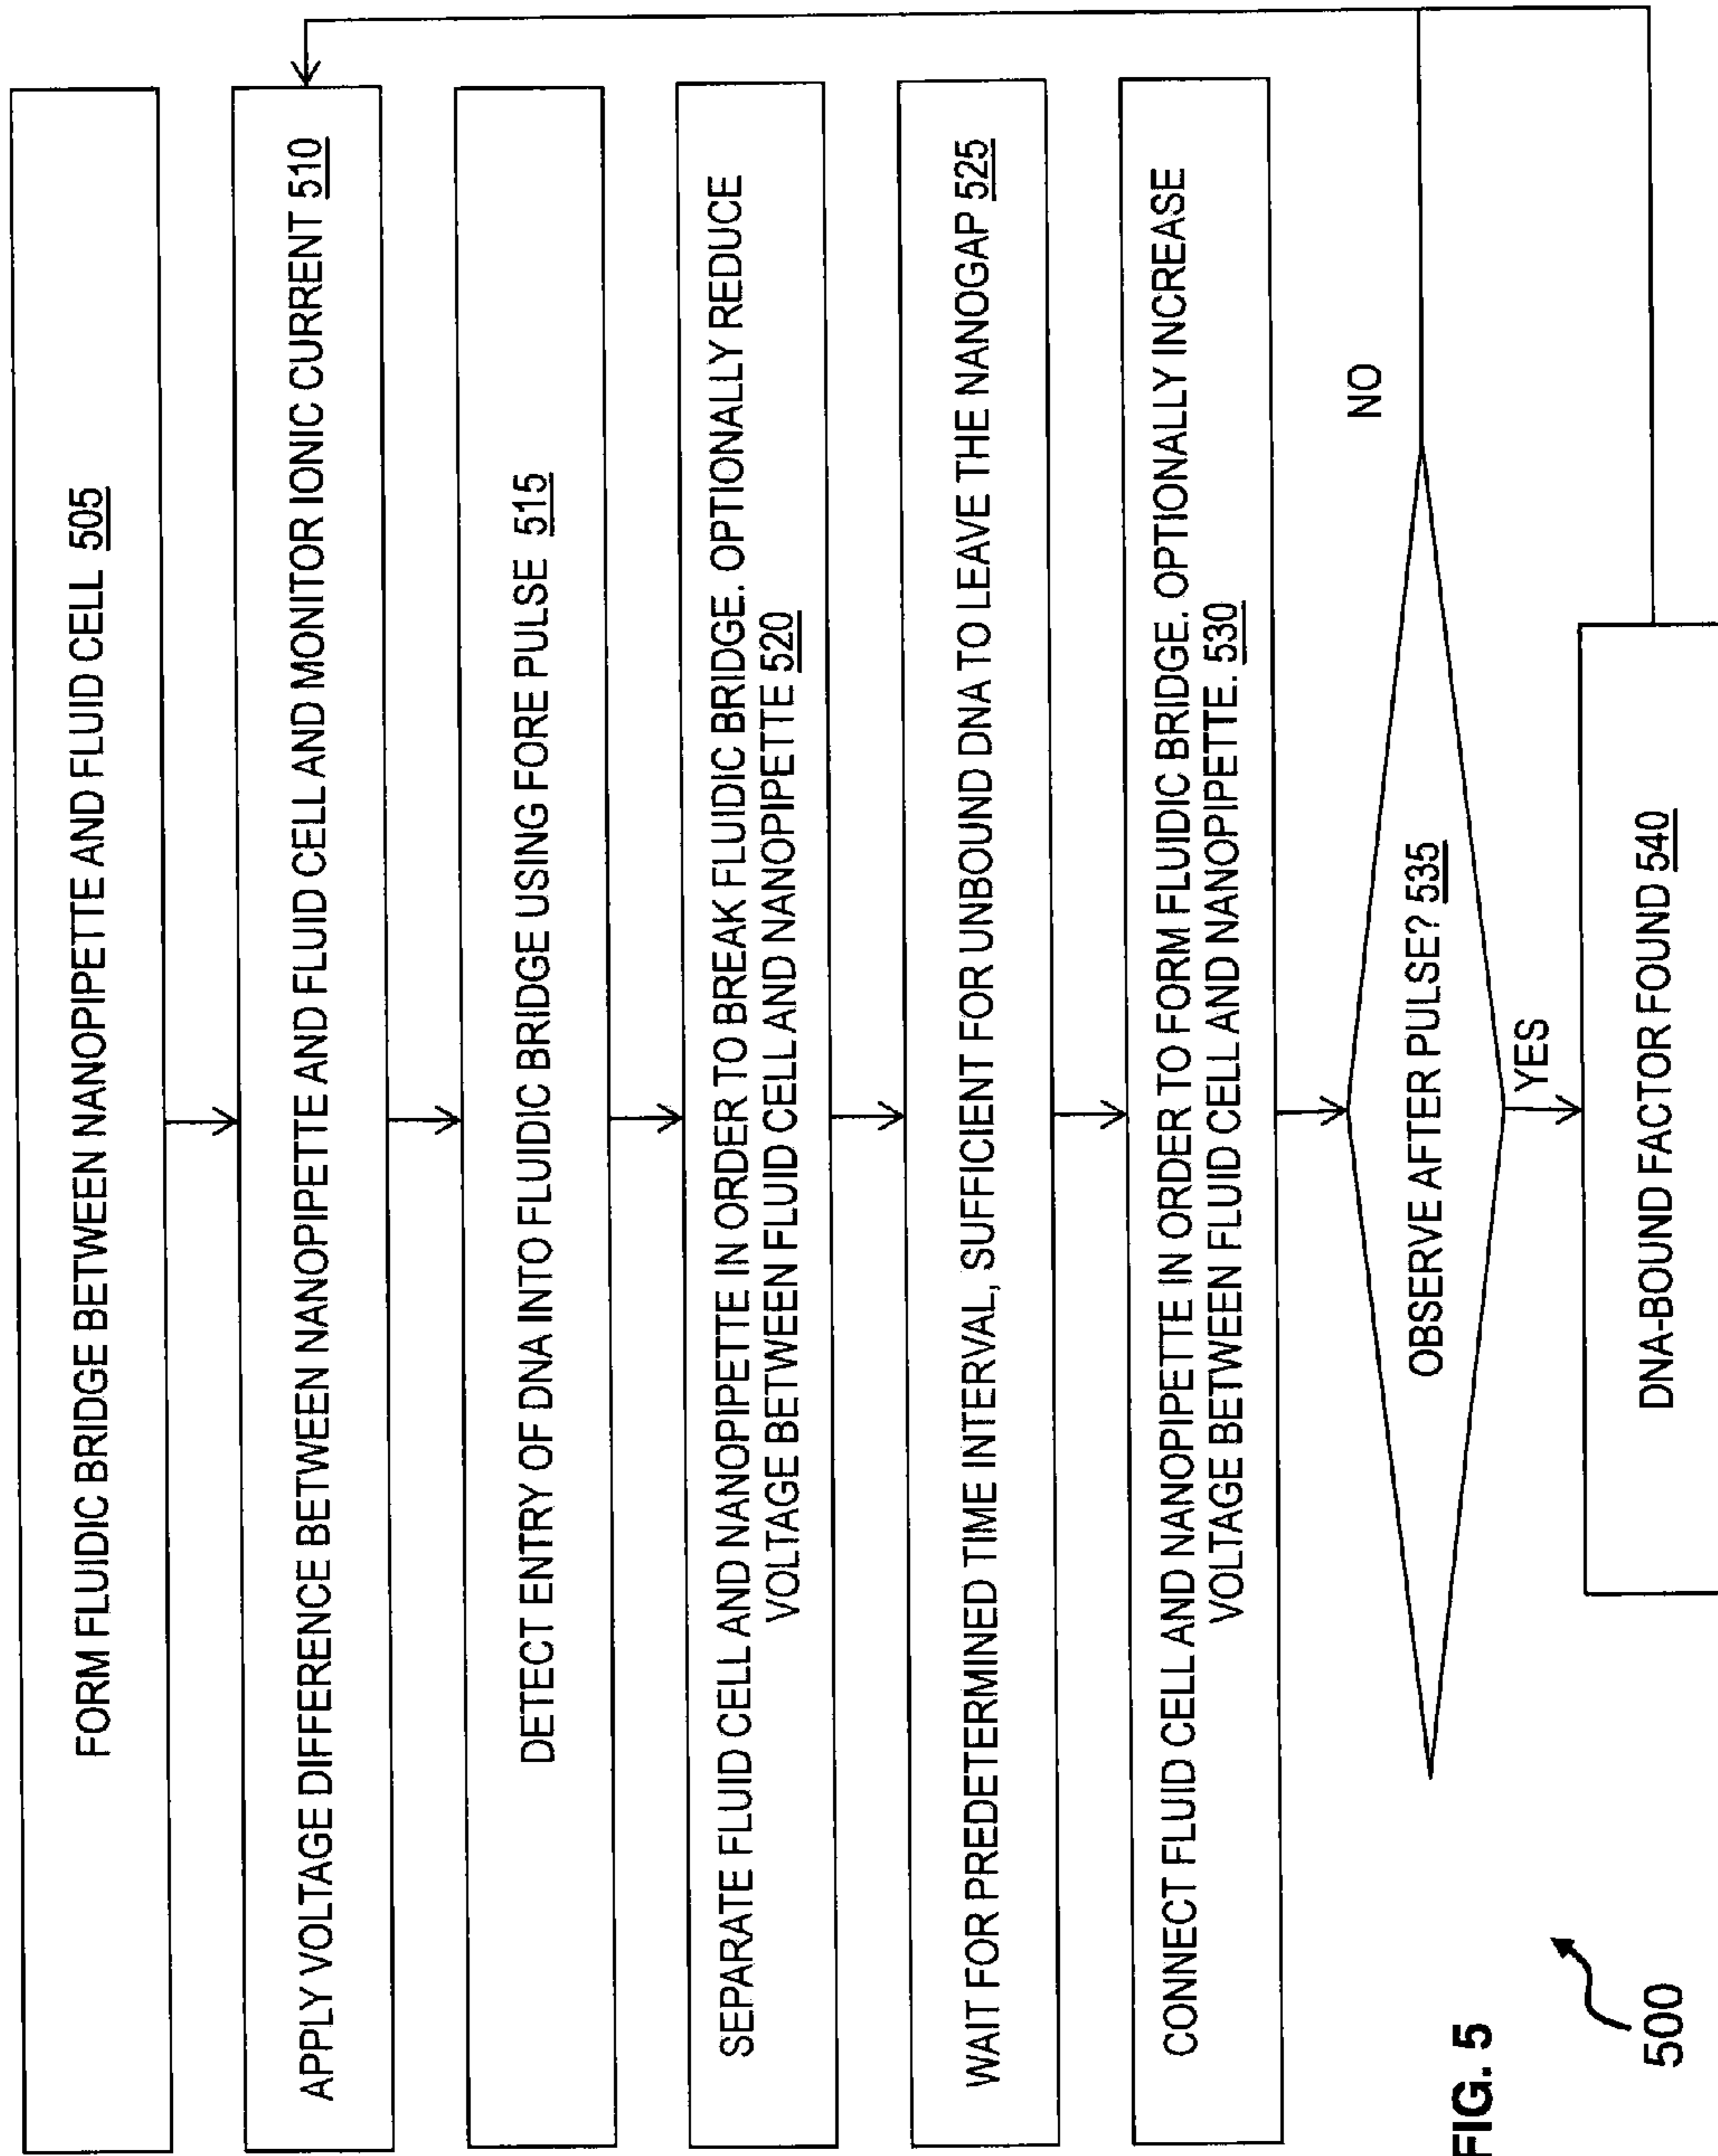 FORM FLUIDIC BRIDGE BETWEEN NANOPIPETTE AND FLUID CELL 505
APPLY VOLTAGE DIFFERENCE BETWEEN NANOPIPETTE AND FLUID CELL AND MONITOR IONIC CURRENT 510
DETECT ENTRY OF DNA INTO FLUIDIC BRIDGE USING FORE PULSE 515
SEPARATE FLUID CELL AND NANOPIPETTE IN ORDER TO BREAK FLUIDIC BRIDGE. OPTIONALLY REDUCE
VOLTAGE BETWEEN FLUID CELL AND NANOPIPETTE 520
WAIT FOR PREDETERMINED TIME INTERVAL, SUFFICIENT FOR UNBOUND DNA TO LEAVE THE NANOGAP 525
CONNECT FLUID CELL AND NANOPIPETTE IN ORDER TO FORM FLUIDIC BRIDGE. OPTIONALLY INCREASE
VOLTAGE BETWEEN FLUID CELL AND NANOPIPETTE. 530
OBSERVE AFTER PULSE? 535
NO
YES
DNA-BOUND FACTOR FOUND 540
FIG. 5
500